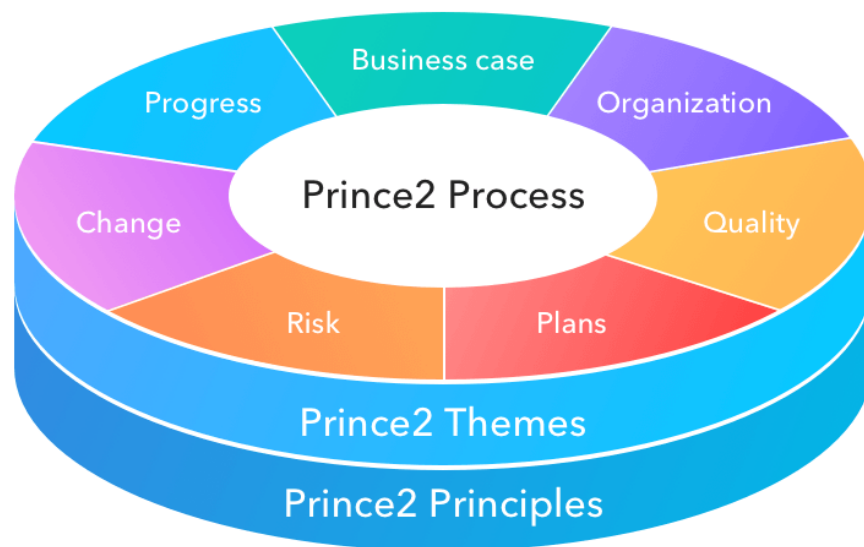 Business case
Progress
Organization
Prince2 Process
Change
Quality
Risk
Plans
Prince2 Themes
Prince2 Principles